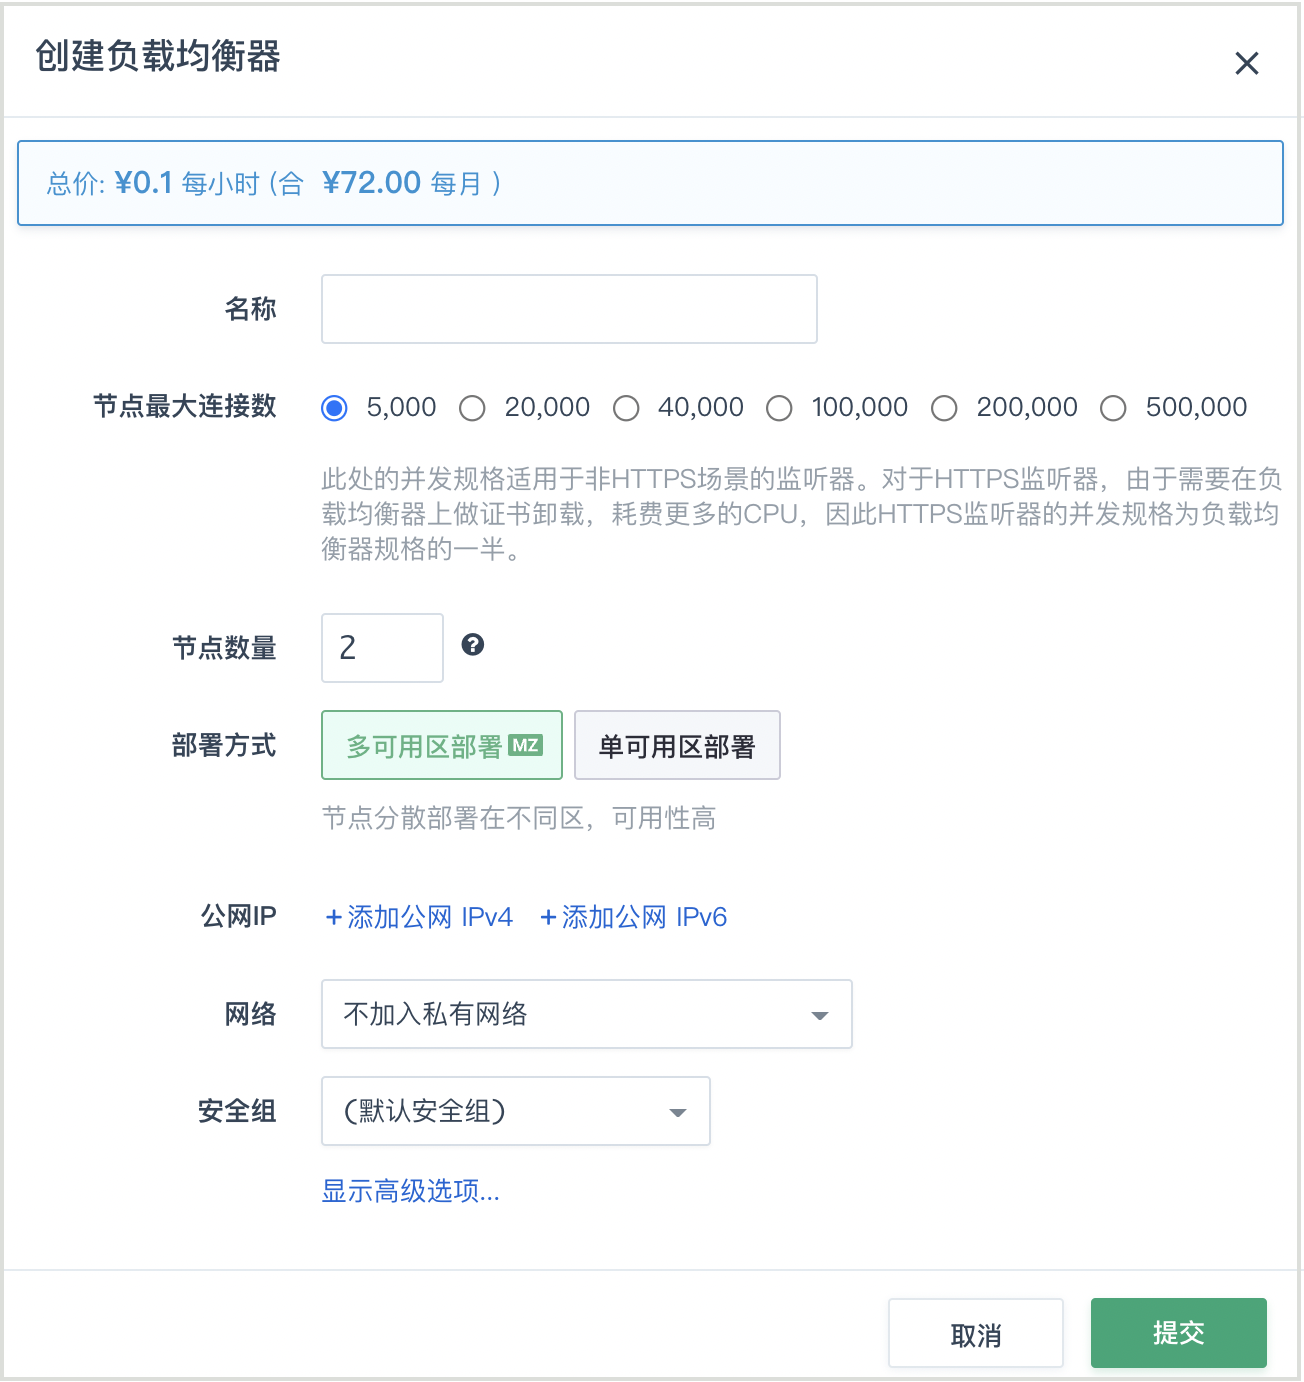 创建负载均衡器
总价: ¥0.1 每小时 (合 ¥72.00 每月 )
名称
节点最大连接数 5,000 20,000 40,000 100,000 200,000 500,000
此处的并发规格适用于非HTTPS场景的监听器。对于HTTPS监听器，由于需要在负
载均衡器上做证书卸载，耗费更多的CPU，因此HTTPS监听器的并发规格为负载均
衡器规格的一半。
节点数量 2
部署方式 多可用区部署 MZ 单可用区部署
节点分散部署在不同区，可用性高
公网IP +添加公网 IPv4 +添加公网 IPv6
网络 不加入私有网络
安全组 (默认安全组)
显示高级选项...
取消 提交